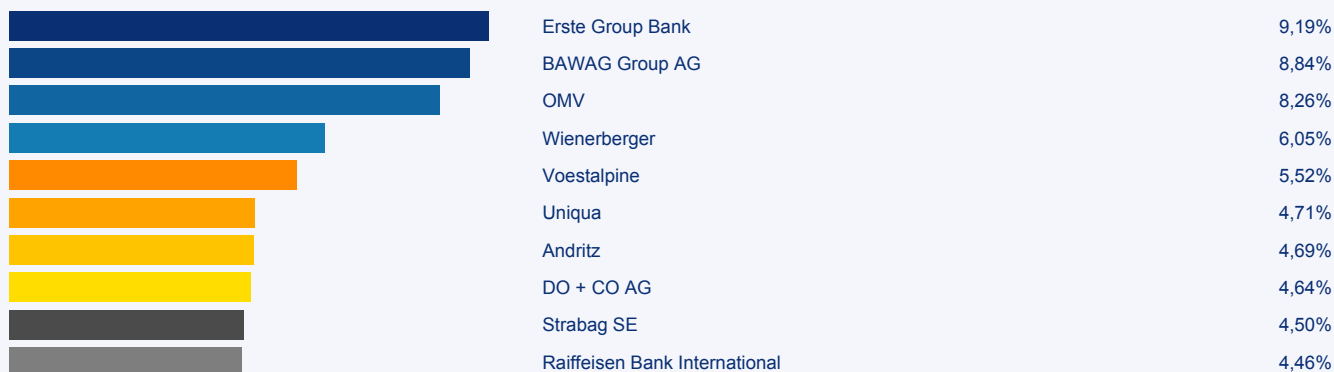 Erste Group Bank 9,19%
BAWAG Group AG 8,84%
OMV 8,26%
Wienerberger 6,05%
Voestalpine 5,52%
Uniqua 4,71%
Andritz 4,69%
DO + CO AG 4,64%
Strabag SE 4,50%
Raiffeisen Bank International 4,46%